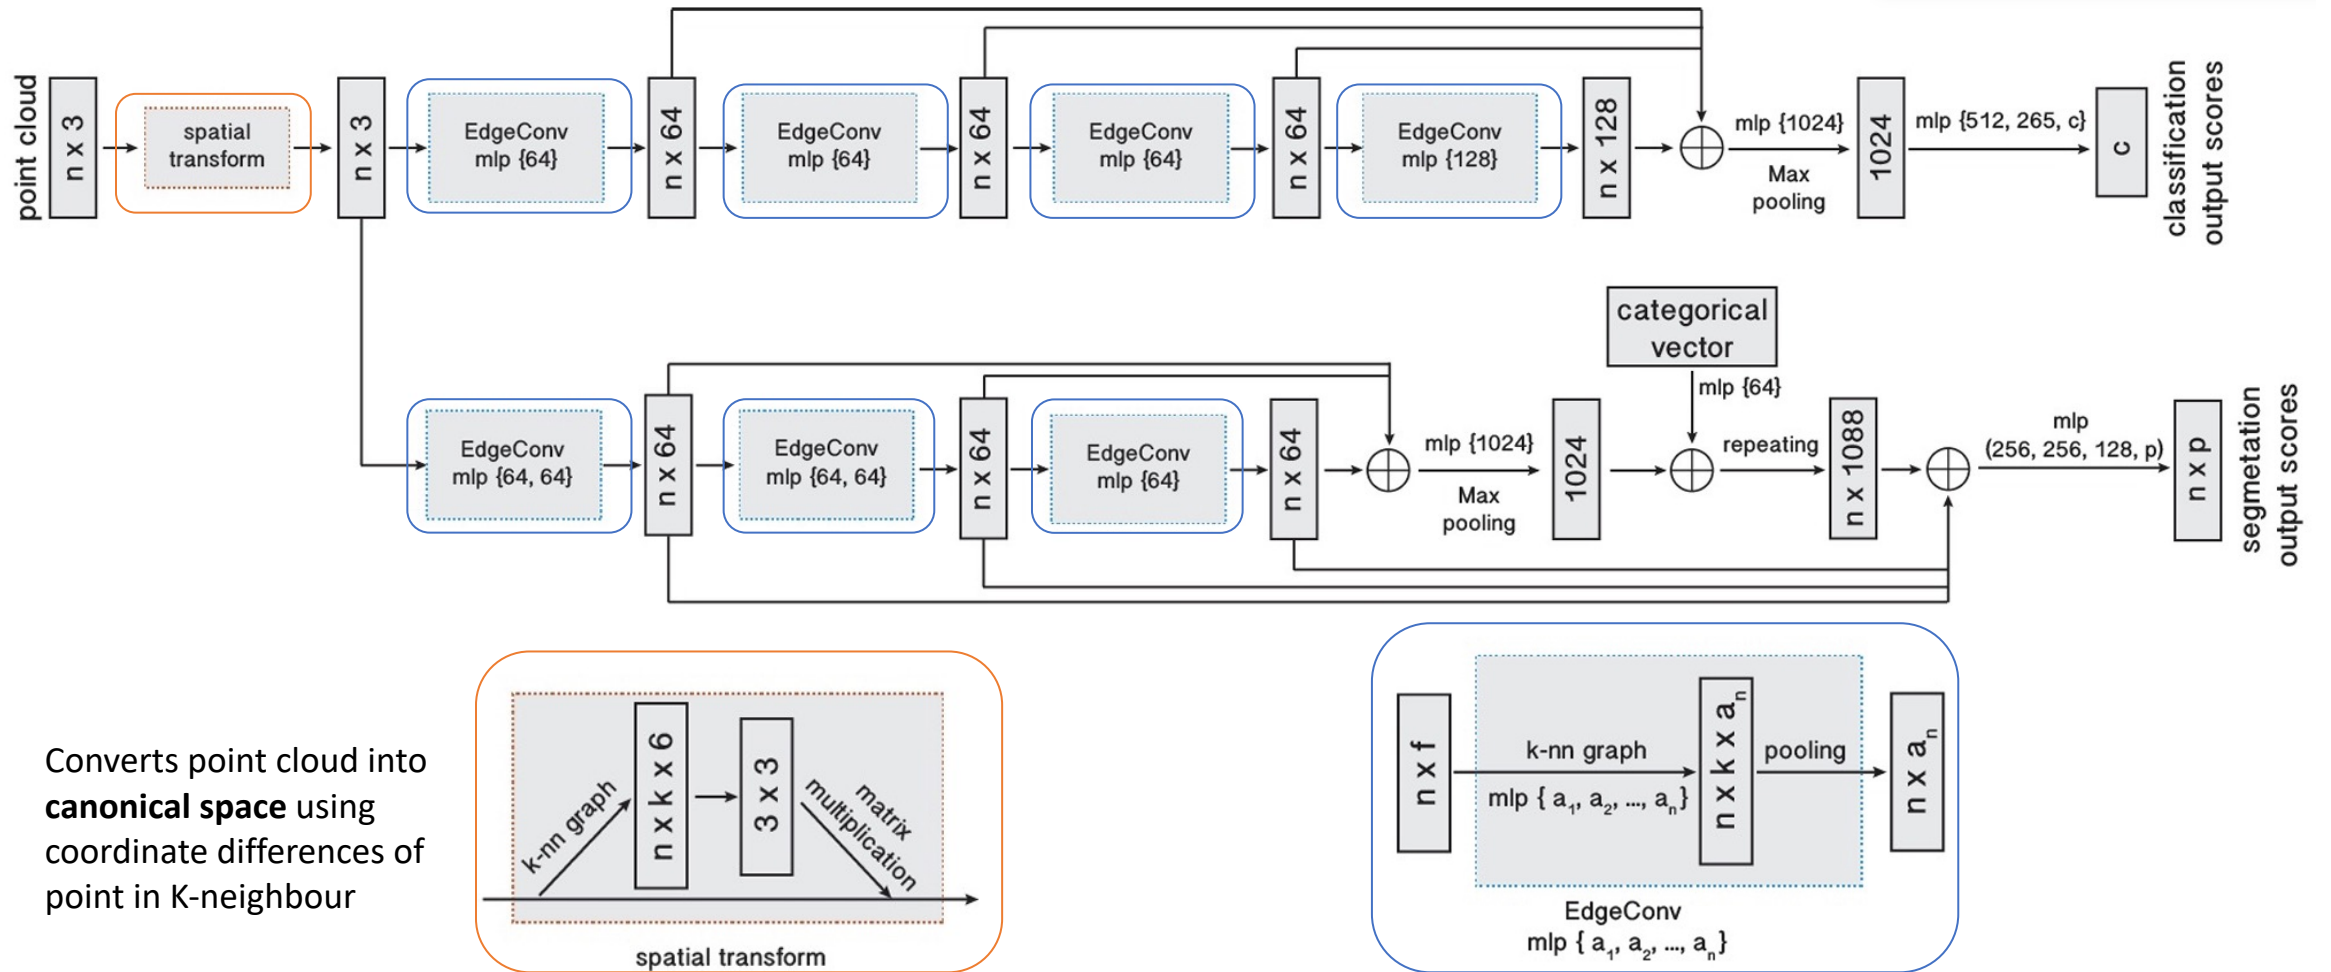 point cloud
n x 3
spatial
transform
n x 3
EdgeConv
mlp {64}
n x 64
EdgeConv
mlp {64}
n x 64
EdgeConv
mlp {64}
n x 64
EdgeConv
mlp {128}
n x 128
mlp {1024}
Max
pooling
1024
mlp {512, 265, c}
c
classification
output scores
EdgeConv
mlp {64, 64}
n x 64
EdgeConv
mlp {64, 64}
n x 64
EdgeConv
mlp {64}
n x 64
mlp {1024}
Max
pooling
1024
categorical
vector
mlp {64}
repeating
n x 1088
mlp
(256, 256, 128, p)
n x p
segmetation
output scores
Converts point cloud into
canonical space using
coordinate differences of
point in K-neighbour
k-nn graph
n x k x 6
3 x 3
matrix
multiplication
spatial transform
n x f
k-nn graph
mlp { a₁, a₂, ..., aₙ}
n x k x aₙ
pooling
n x aₙ
EdgeConv
mlp { a₁, a₂, ..., aₙ}